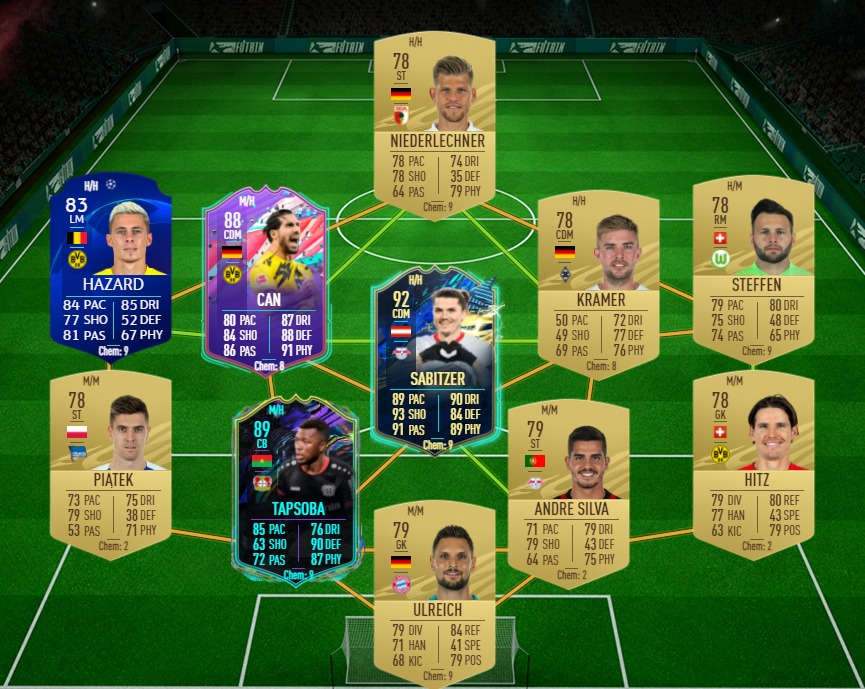 FUTBIN FUTBIN FUTBIN FUTBIN
H/H
78
ST
NIEDERLECHNER
78 PAC 74 DRI
78 SHO 35 DEF
64 PAS 79 PHY
Chem: 9
H/H
83
LM
HAZARD
84 PAC 85 DRI
77 SHO 52 DEF
81 PAS 67 PHY
Chem: 9
M/H
88
CDM
CAN
80 PAC 87 DRI
84 SHO 88 DEF
86 PAS 91 PHY
Chem: 8
H/H
92
CDM
SABITZER
89 PAC 90 DRI
93 SHO 84 DEF
91 PAS 89 PHY
Chem: 9
H/H
78
CDM
KRAMER
50 PAC 72 DRI
49 SHO 77 DEF
69 PAS 76 PHY
Chem: 8
H/M
78
RM
STEFFEN
79 PAC 80 DRI
75 SHO 48 DEF
74 PAS 65 PHY
Chem: 9
M/M
78
ST
PIĄTEK
73 PAC 75 DRI
79 SHO 38 DEF
53 PAS 71 PHY
Chem: 2
M/H
89
CB
TAPSOBA
85 PAC 76 DRI
63 SHO 90 DEF
72 PAS 87 PHY
Chem: 9
M/M
79
GK
ULREICH
79 DIV 84 REF
71 HAN 41 SPE
68 KIC 79 POS
Chem: 9
M/M
79
ST
ANDRE SILVA
71 PAC 79 DRI
79 SHO 43 DEF
64 PAS 75 PHY
Chem: 2
M/M
78
GK
HITZ
79 DIV 80 REF
77 HAN 43 SPE
63 KIC 79 POS
Chem: 2